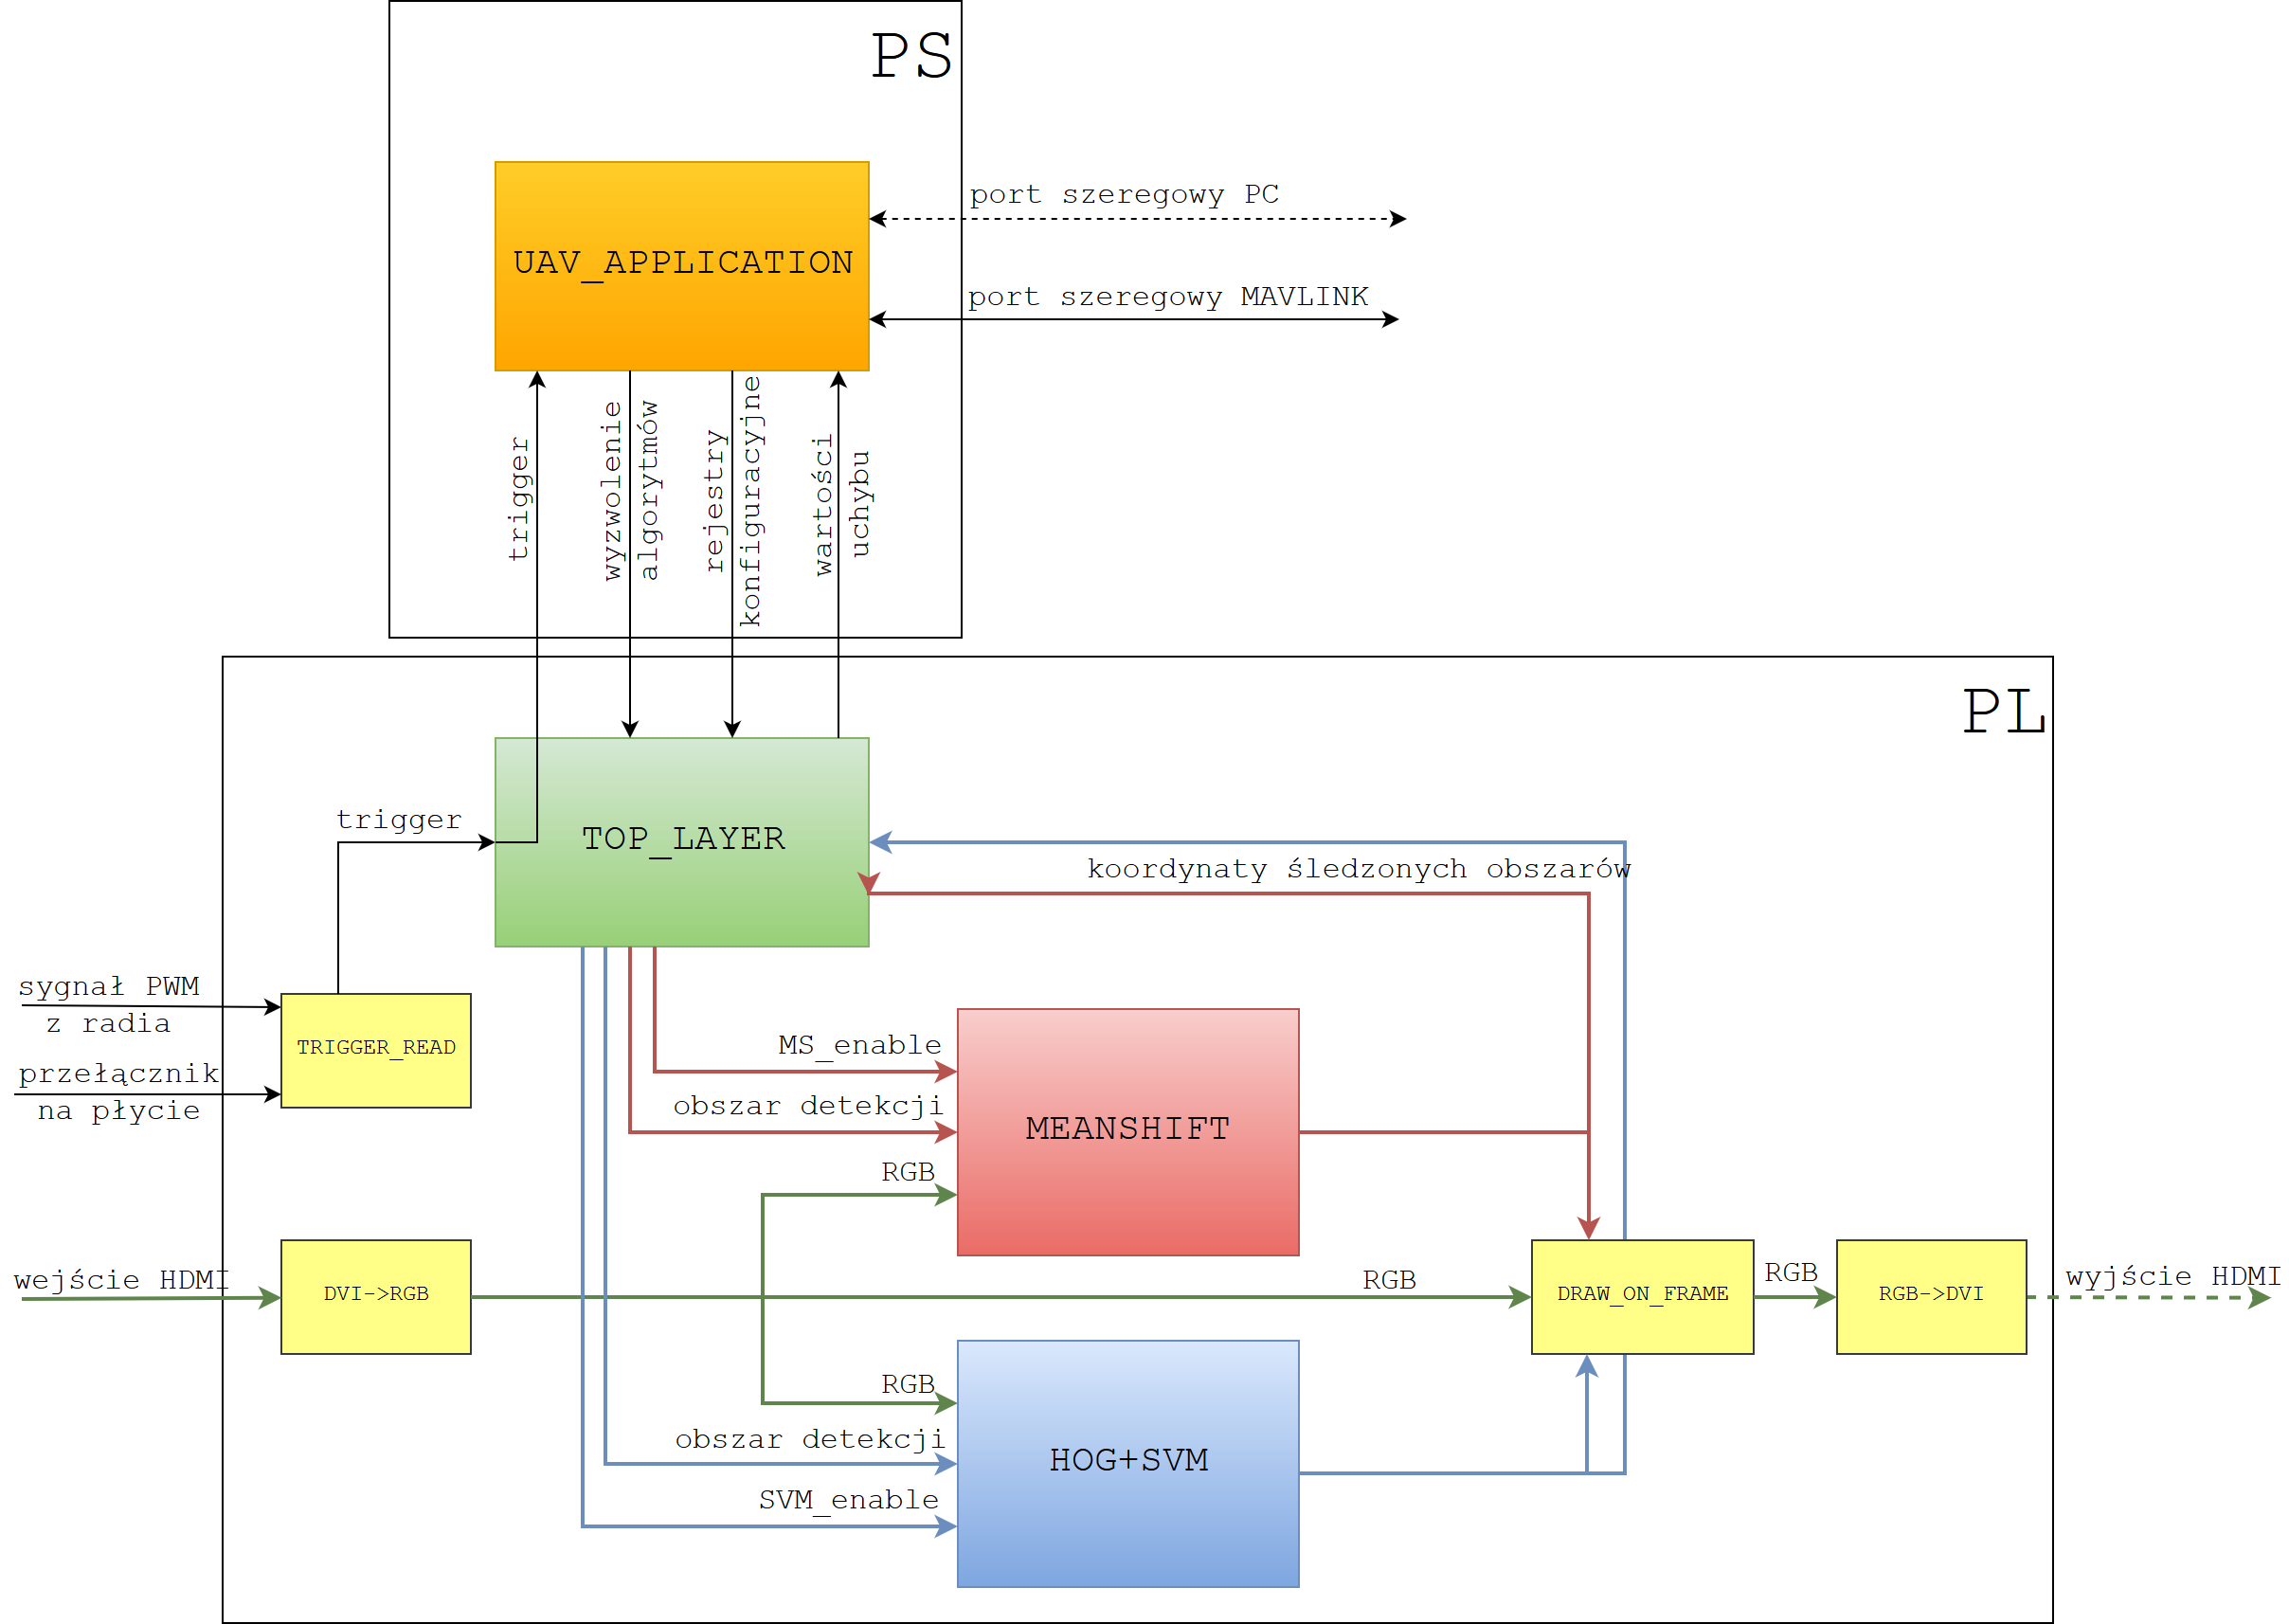 PS
port szeregowy PC
UAV_APPLICATION
port szeregowy MAVLINK
trigger
wyzwolenie
algorytmów
rejestry
konfiguracyjne
wartości
uchybu
PL
trigger
TOP_LAYER
koordynaty śledzonych obszarów
sygnał PWM
z radia
TRIGGER_READ
przełącznik
na płycie
MS_enable
obszar detekcji
MEANSHIFT
RGB
wejście HDMI
DVI->RGB
RGB
DRAW_ON_FRAME
RGB
RGB->DVI
wyjście HDMI
RGB
obszar detekcji
HOG+SVM
SVM_enable